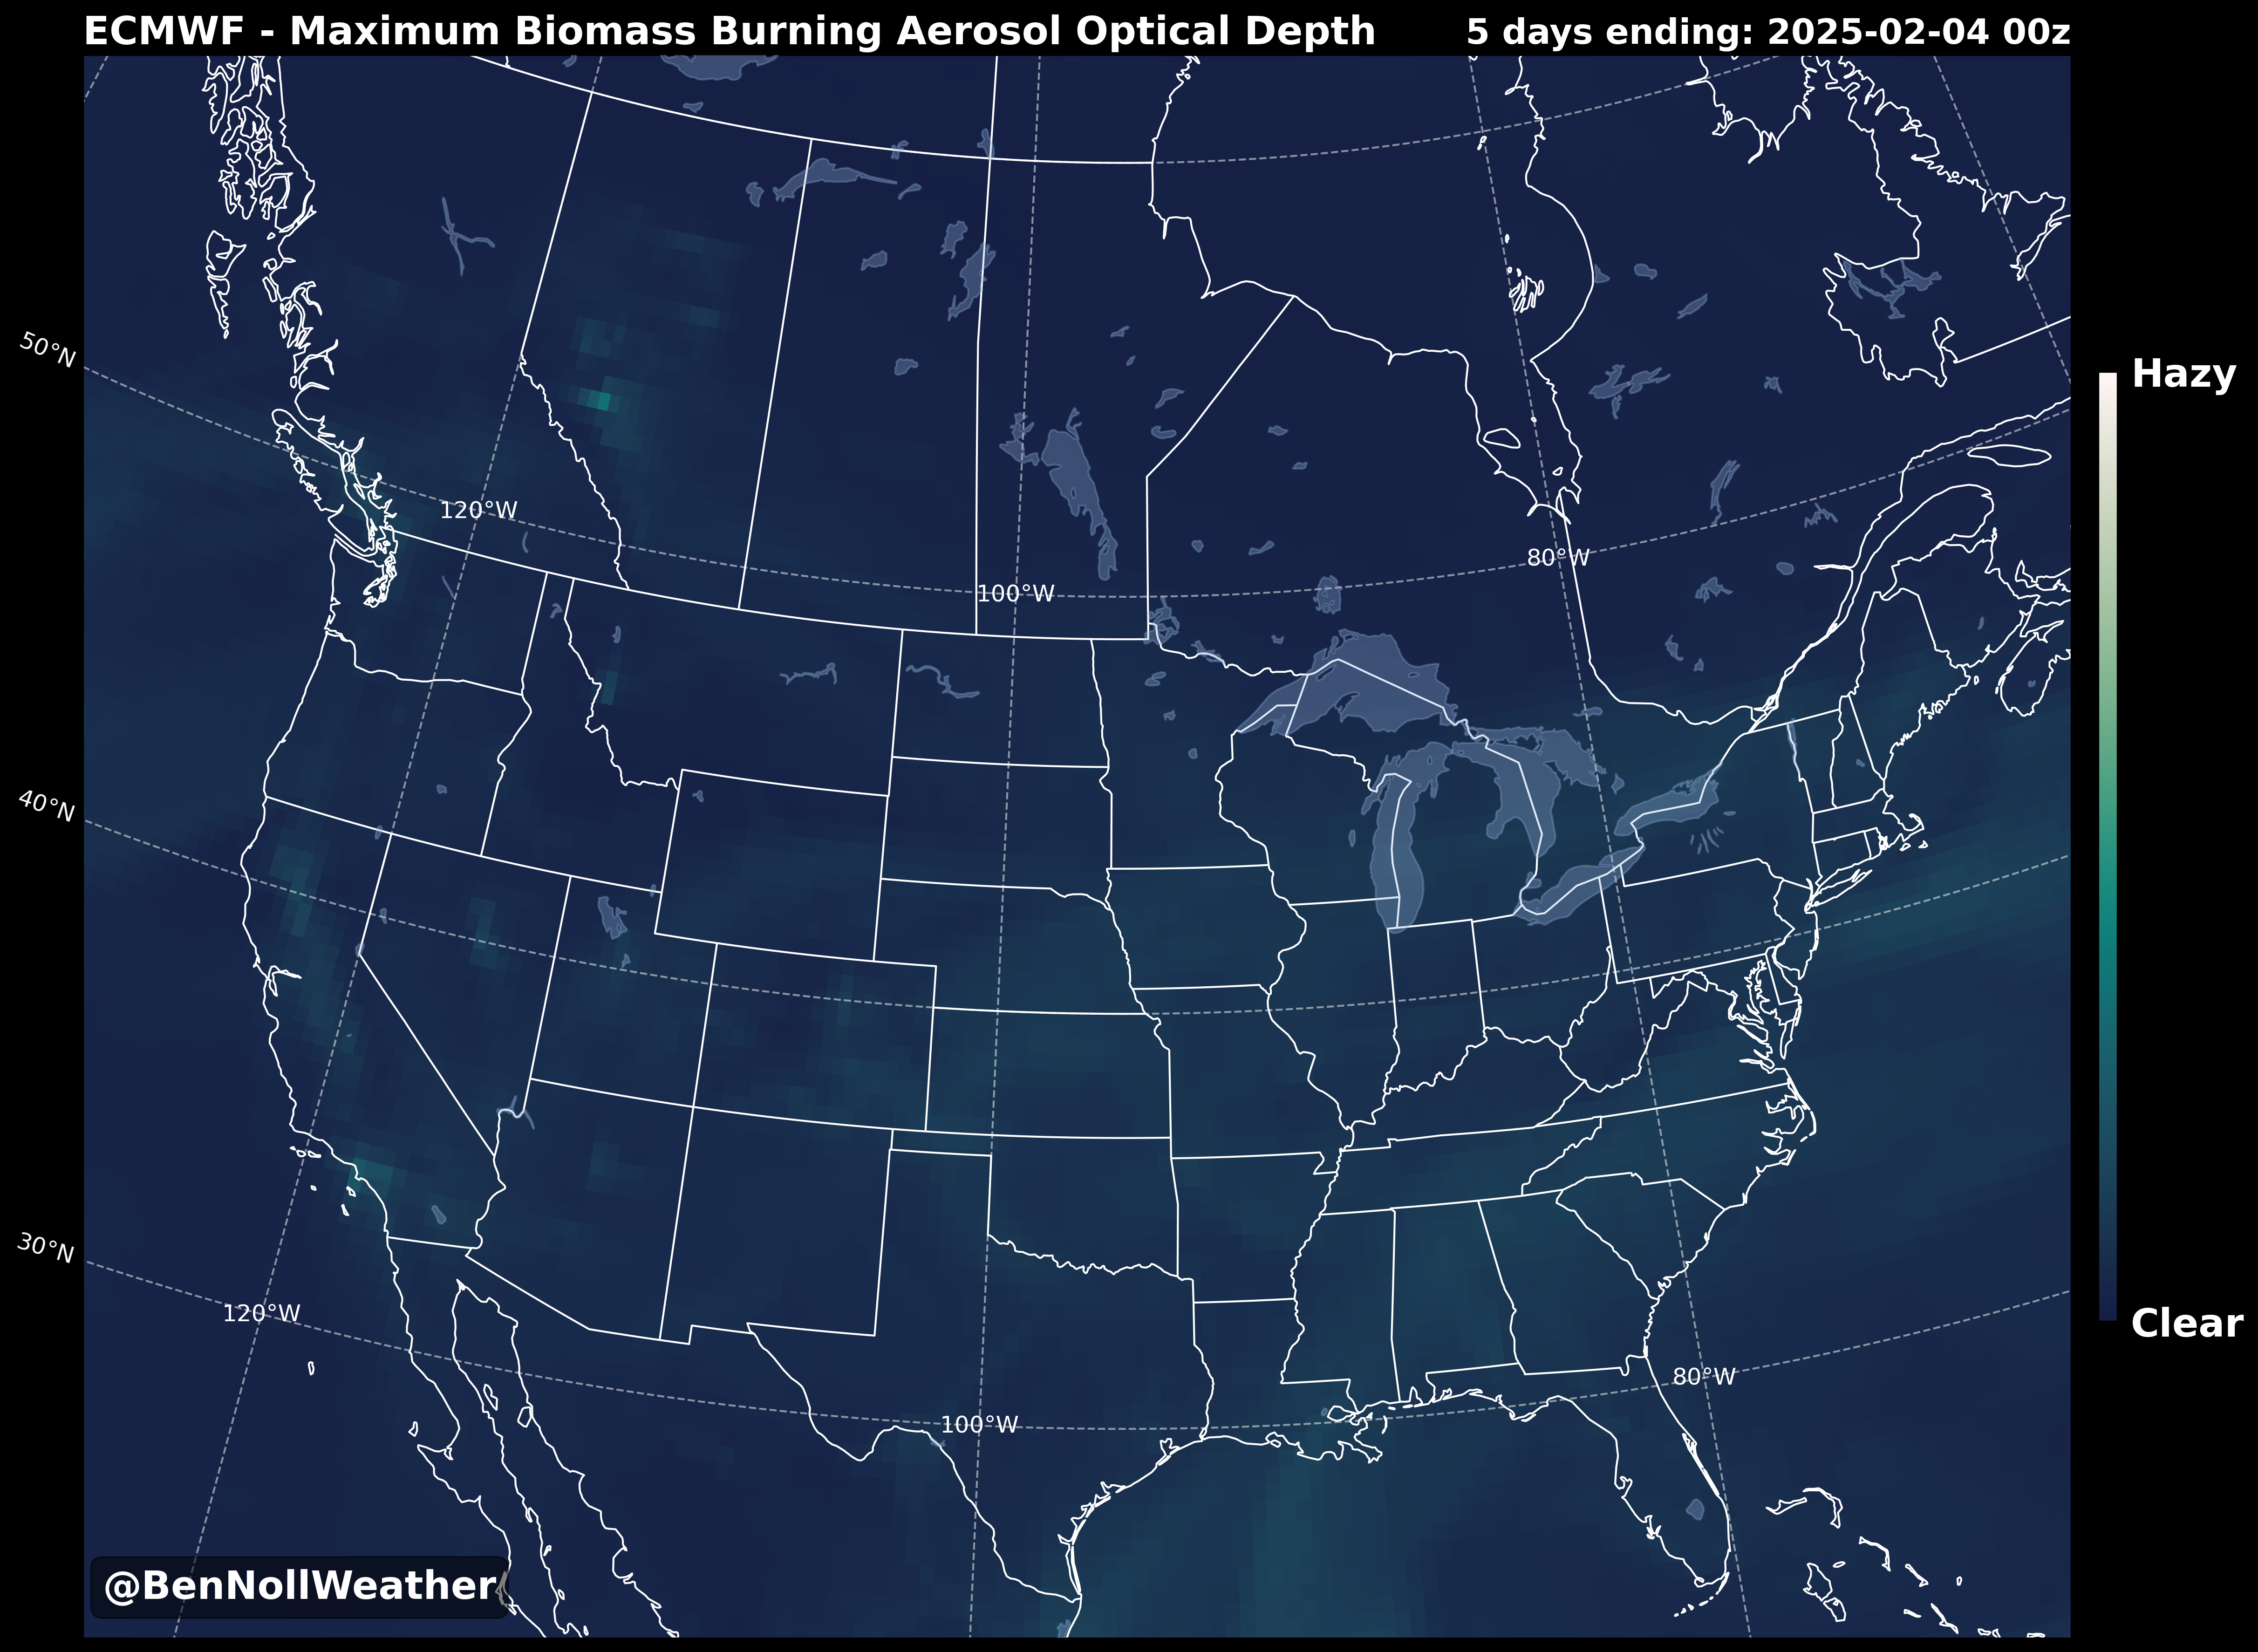 ECMWF - Maximum Biomass Burning Aerosol Optical Depth
5 days ending: 2025-02-04 00z
50°N
Hazy
120°W
80°W
100°W
40°N
30°N
120°W
Clear
80°W
100°W
@BenNollWeather